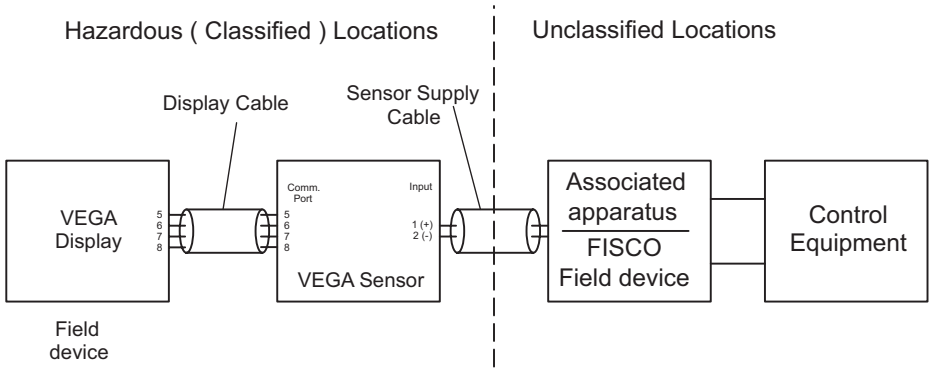 Hazardous ( Classified ) Locations
Unclassified Locations
Display Cable
Sensor Supply
Cable
VEGA
Display
5
6
7
8
Comm.
Port
5
6
7
8
Input
1 (+)
2 (-)
VEGA Sensor
Associated
apparatus
FISCO
Field device
Control
Equipment
Field
device